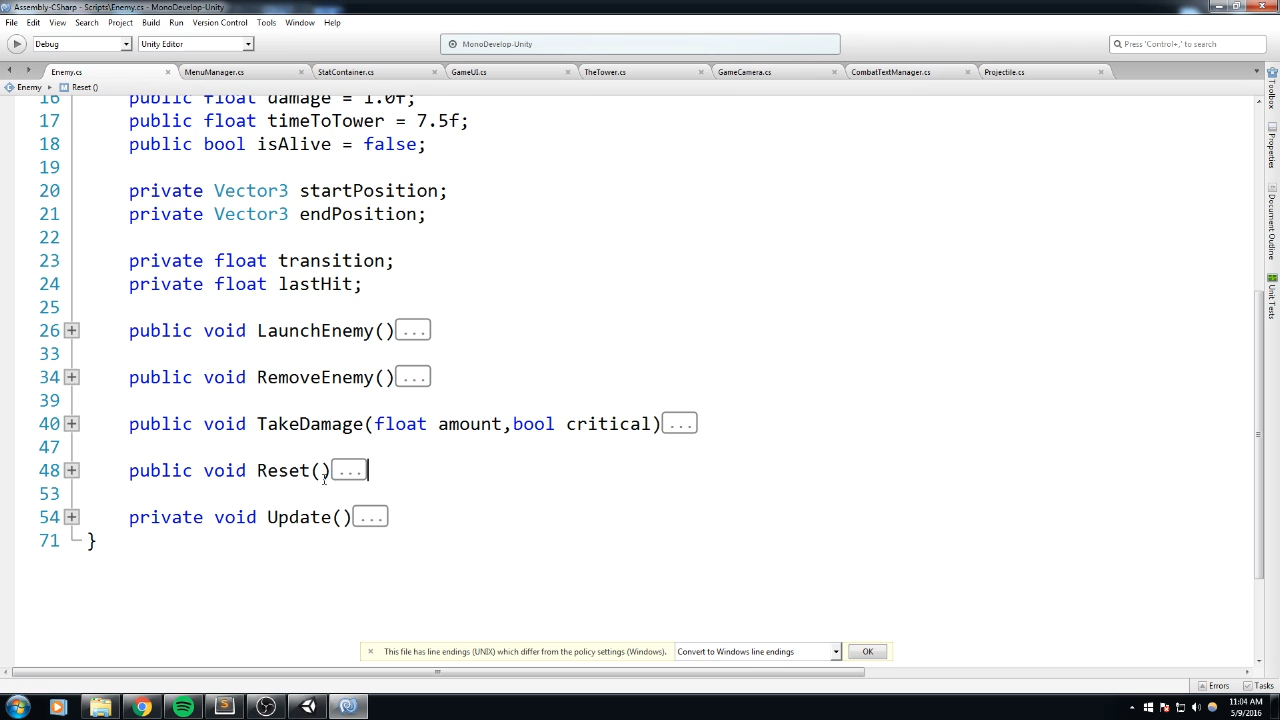 Assembly-CSharp - Scripts\Enemy.cs - MonoDevelop-Unity
File Edit View Search Project Build Run Version Control Tools Window Help
Debug Unity Editor MonoDevelop-Unity Press 'Control+,' to search
Enemy.cs MenuManager.cs StatContainer.cs GameUI.cs TheTower.cs GameCamera.cs CombatTextManager.cs Projectile.cs
Enemy Reset ()
16 public float damage = 1.0f;
17 public float timeToTower = 7.5f;
18 public bool isAlive = false;
19
20 private Vector3 startPosition;
21 private Vector3 endPosition;
22
23 private float transition;
24 private float lastHit;
25
26 public void LaunchEnemy()...
33
34 public void RemoveEnemy()...
39
40 public void TakeDamage(float amount,bool critical)...
47
48 public void Reset()...
53
54 private void Update()...
71 }
Toolbox
Properties
Document Outline
Unit Tests
This file has line endings (UNIX) which differ from the policy settings (Windows). Convert to Windows line endings OK
Errors Tasks
11:04 AM
5/9/2016